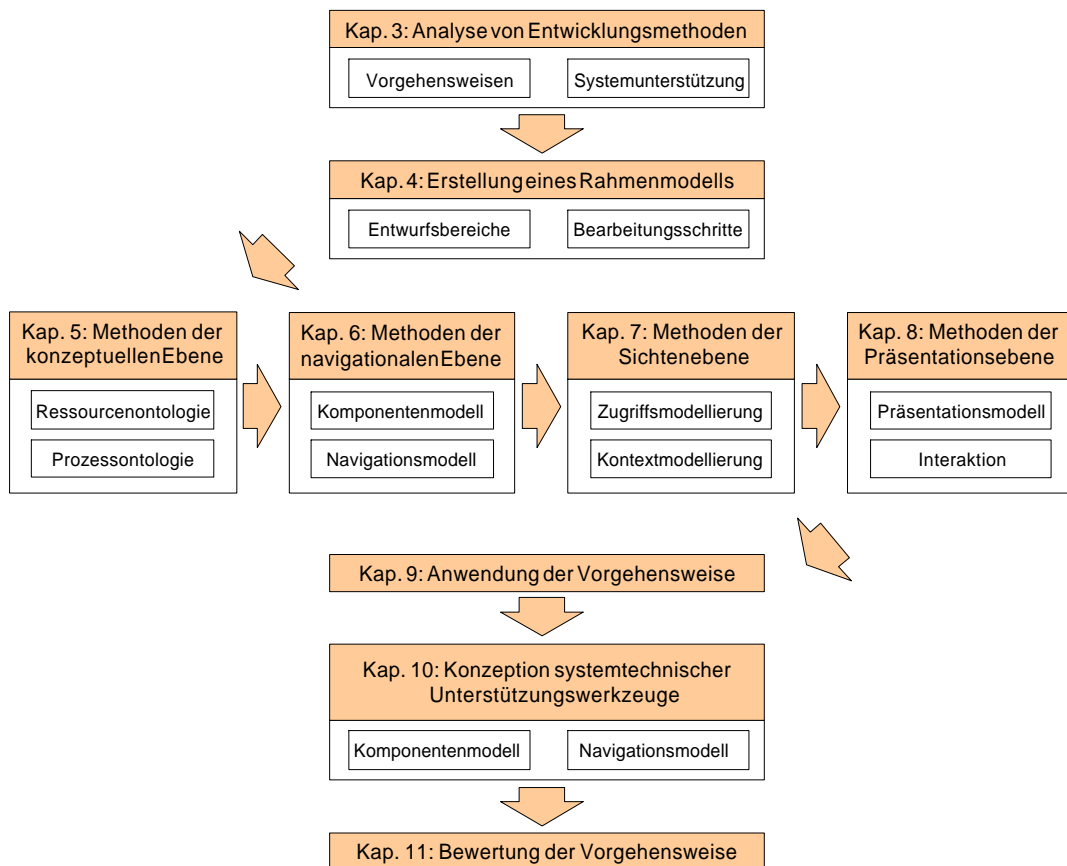 Kap. 3: Analyse von Entwicklungsmethoden
Vorgehensweisen
Systemunterstützung
Kap. 4: Erstellung eines Rahmenmodells
Entwurfsbereiche
Bearbeitungsschritte
Kap. 5: Methoden der
konzeptuellen Ebene
Ressourcenontologie
Prozessontologie
Kap. 6: Methoden der
navigationalen Ebene
Komponentenmodell
Navigationsmodell
Kap. 7: Methoden der
Sichtenebene
Zugriffsmodellierung
Kontextmodellierung
Kap. 8: Methoden der
Präsentationsebene
Präsentationsmodell
Interaktion
Kap. 9: Anwendung der Vorgehensweise
Kap. 10: Konzeption systemtechnischer
Unterstützungswerkzeuge
Komponentenmodell
Navigationsmodell
Kap. 11: Bewertung der Vorgehensweise